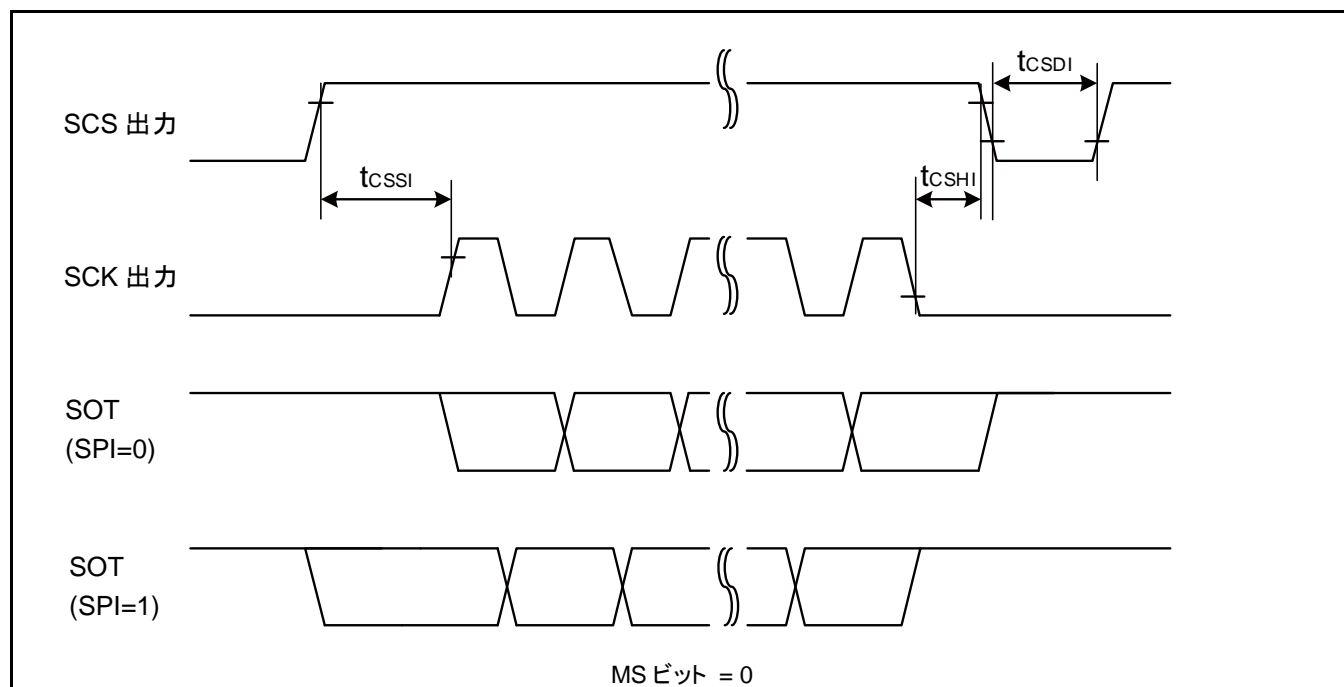 tCSDI
SCS 出力
tCSSI
tCSHI
SCK 出力
SOT
(SPI=0)
SOT
(SPI=1)
MS ビット = 0